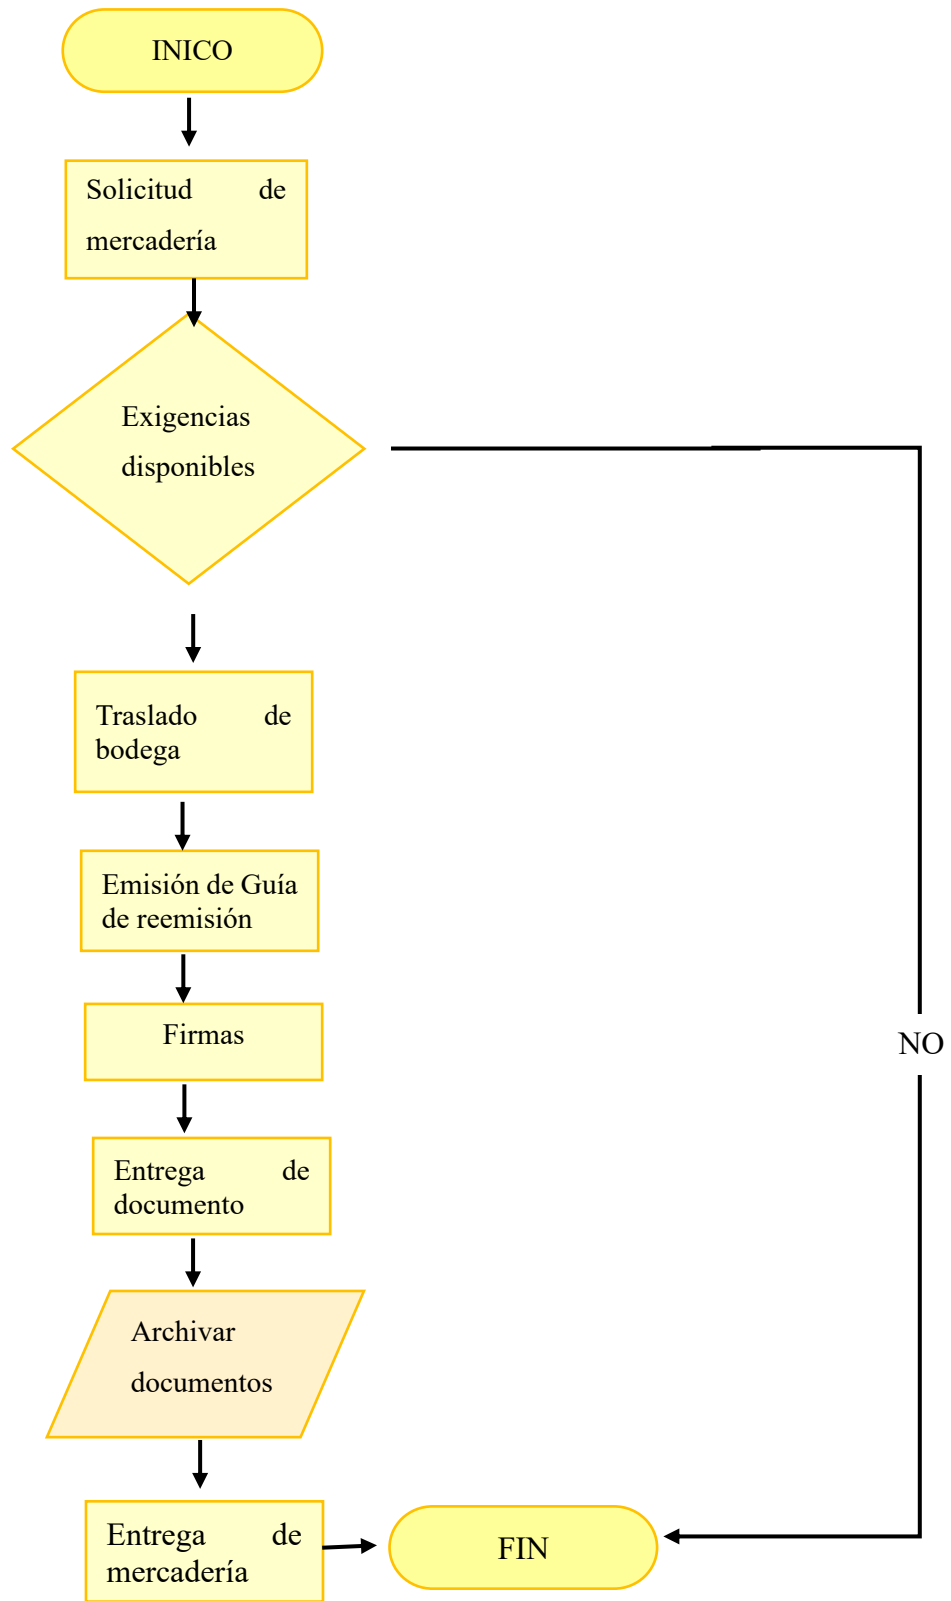 INICO
Solicitud de
mercadería
Exigencias
disponibles
Traslado de
bodega
Emisión de Guía
de reemisión
Firmas
NO
Entrega de
documento
Archivar
documentos
Entrega de
mercadería
FIN